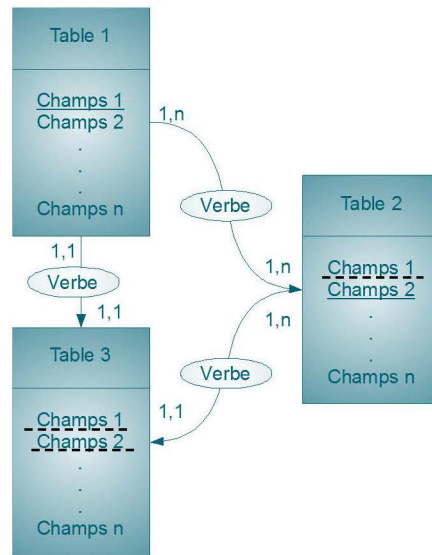 Table 1
Champs 1
Champs 2
.
.
.
Champs n
1,n
Verbe
1,n
1,1
Verbe
1,1
Table 2
Champs 1
Champs 2
.
.
.
Champs n
1,n
Verbe
1,1
Table 3
Champs 1
Champs 2
.
.
.
Champs n